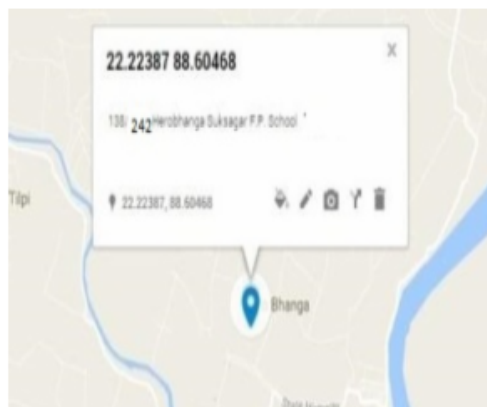 22.22387 88.60468
138/ 242 Herobhanga Suksagar F.P. School
22.22387, 88.60468
Tilpi
Bhanga